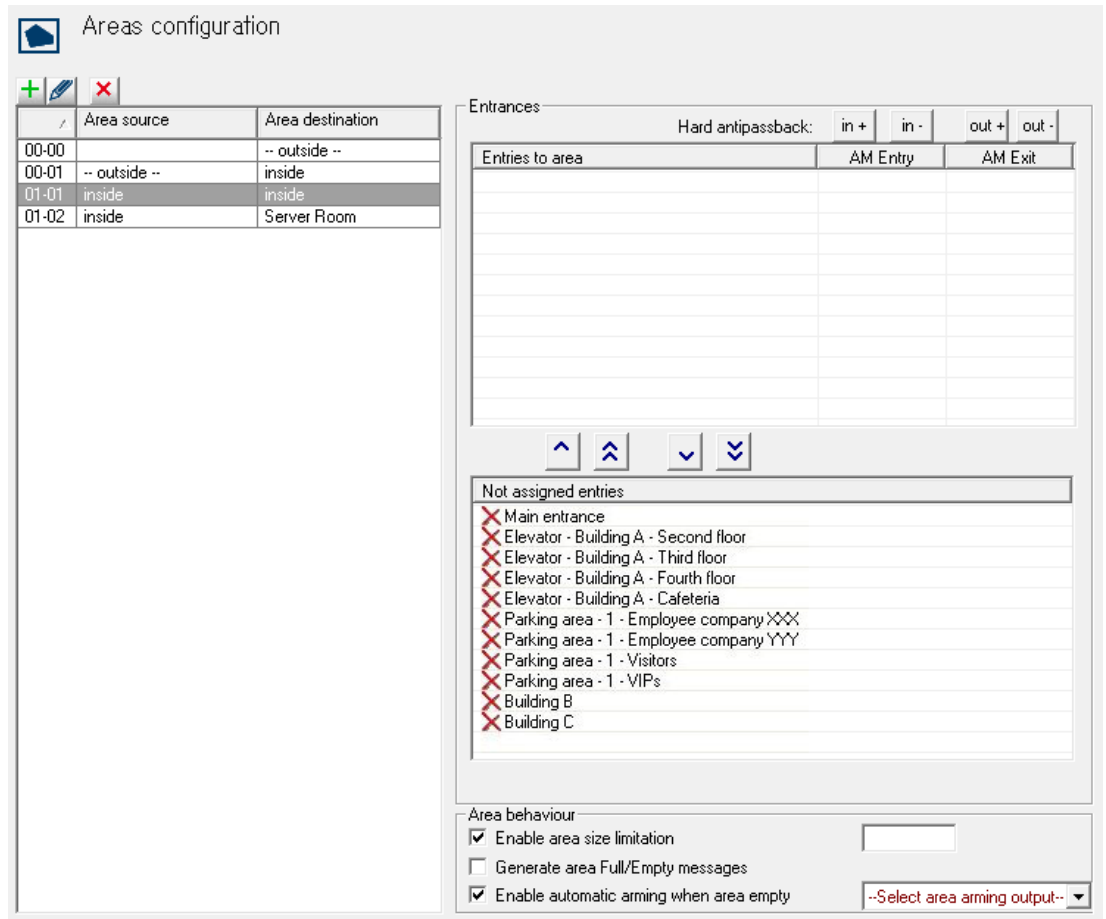 Areas configuration
Area source Area destination
00-00 -- outside --
00-01 -- outside -- inside
01-01 inside inside
01-02 inside Server Room
Entrances
Hard antipassback: in + in - out + out -
Entries to area AM Entry AM Exit
Not assigned entries
Main entrance
Elevator - Building A - Second floor
Elevator - Building A - Third floor
Elevator - Building A - Fourth floor
Elevator - Building A - Cafeteria
Parking area - 1 - Employee company XXX
Parking area - 1 - Employee company YYY
Parking area - 1 - Visitors
Parking area - 1 - VIPs
Building B
Building C
Area behaviour
Enable area size limitation
Generate area Full/Empty messages
Enable automatic arming when area empty --Select area arming output--